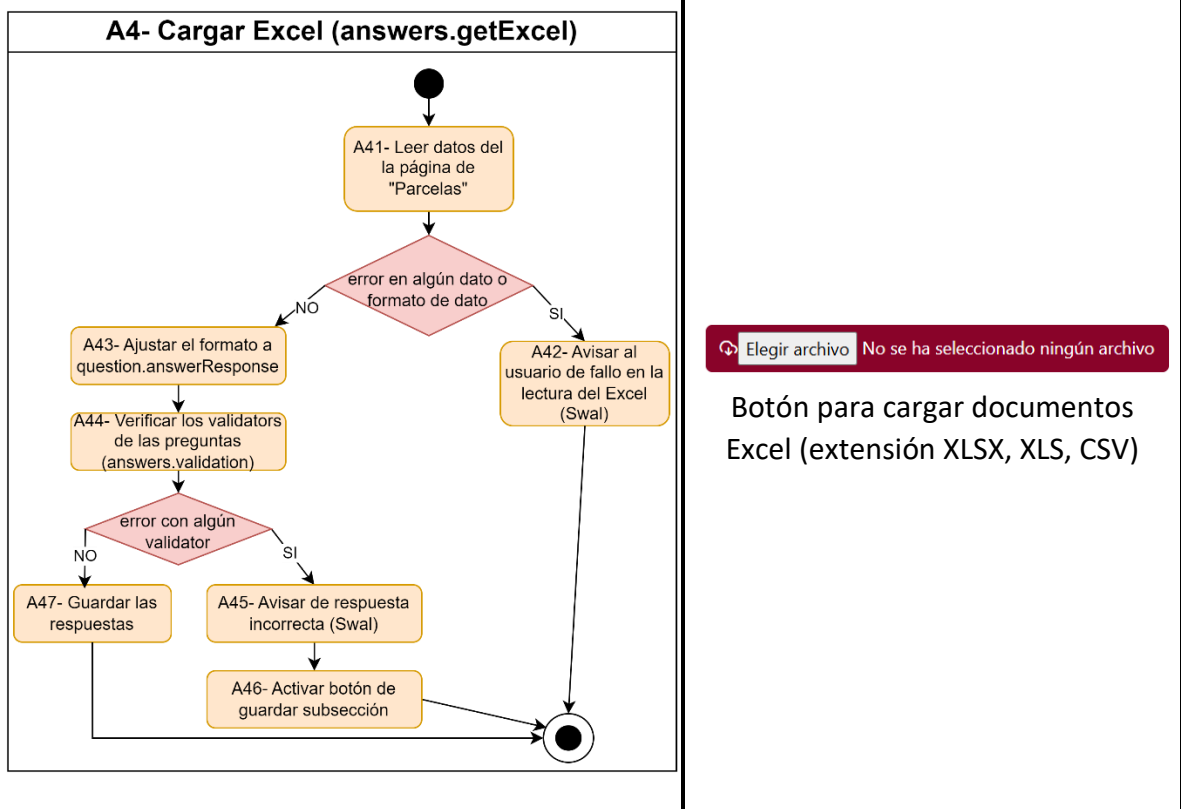 A4- Cargar Excel (answers.getExcel)
A41- Leer datos del
la página de
"Parcelas"
error en algún dato o
formato de dato
NO
SI
A43- Ajustar el formato a
question.answerResponse
A42- Avisar al
usuario de fallo en la
lectura del Excel
(Swal)
A44- Verificar los validators
de las preguntas
(answers.validation)
error con algún
validator
NO
SI
A47- Guardar las
respuestas
A45- Avisar de respuesta
incorrecta (Swal)
A46- Activar botón de
guardar subsección
Elegir archivo No se ha seleccionado ningún archivo
Botón para cargar documentos
Excel (extensión XLSX, XLS, CSV)